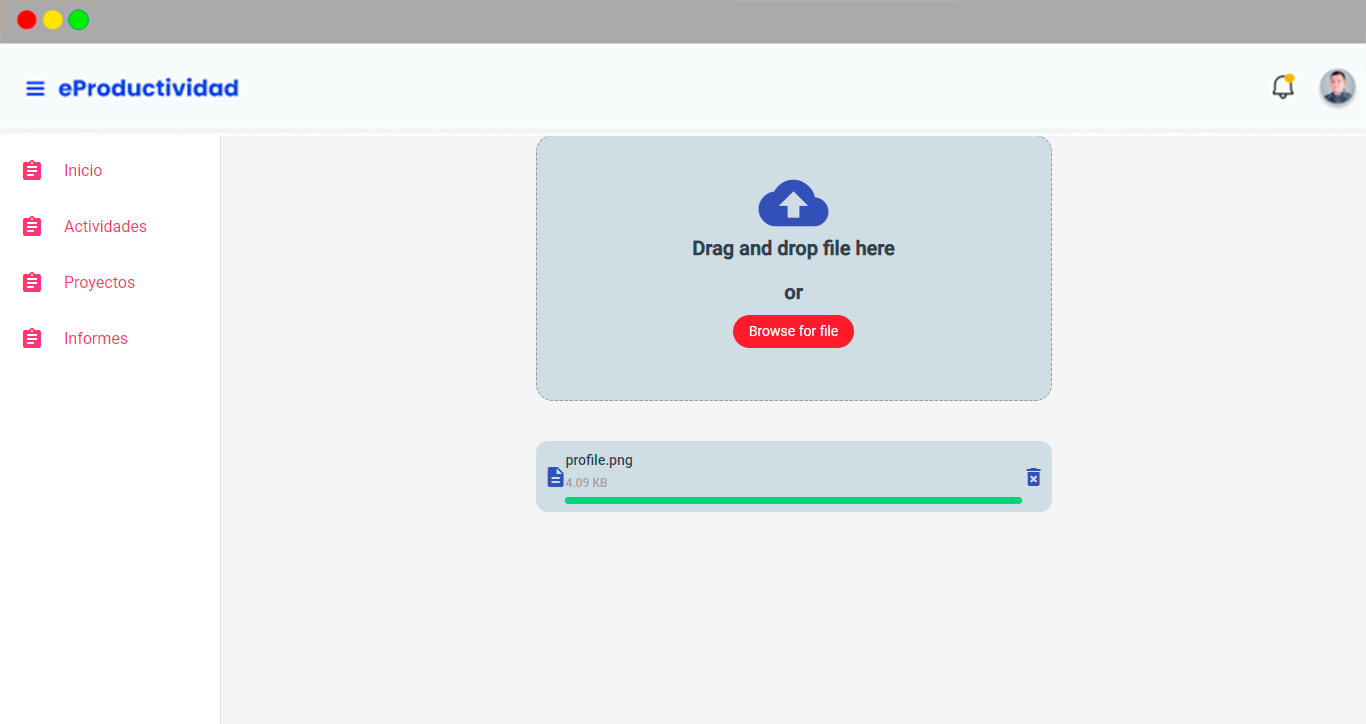 eProductividad
Inicio
Actividades
Proyectos
Informes
Drag and drop file here
or
Browse for file
profile.png
4.09 KB